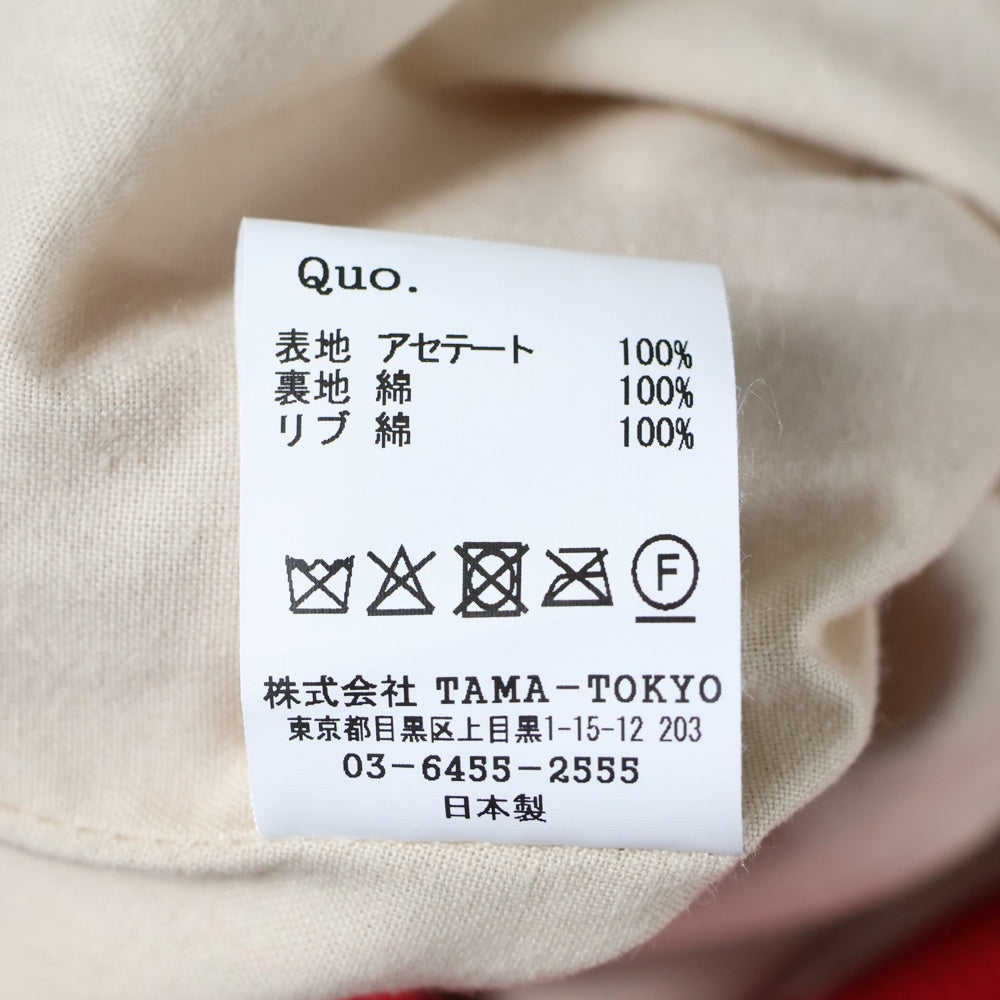 Quo.
表地 アセテート 100%
裏地 綿 100%
リブ 綿 100%
F
株式会社 TAMA-TOKYO
東京都目黒区上目黒1-15-12 203
03-6455-2555
日本製